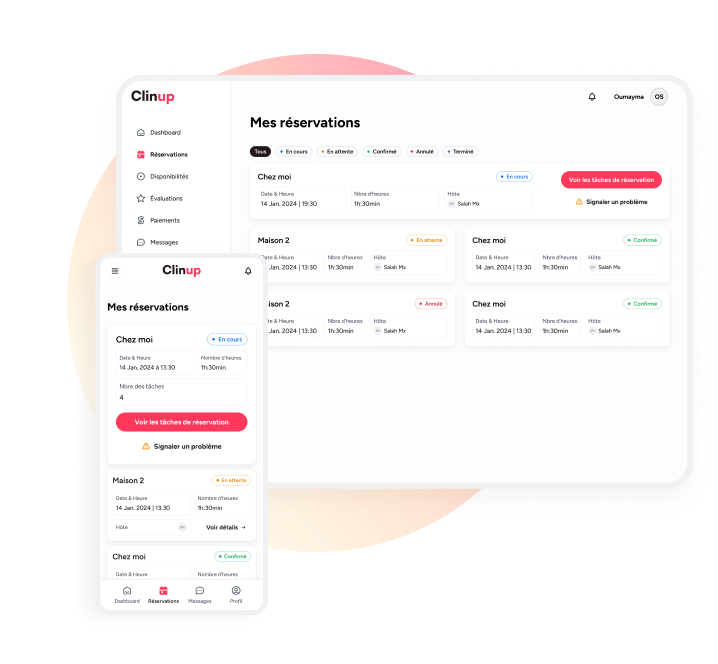 Clinup
Oumayma OS
Mes réservations
Dashboard
Réservations
Disponibilités
Évaluations
Paiements
Messages
Tous En cours En attente Confirmé Annulé Terminé
Chez moi En cours
Date & Heure Nbre d'heures Hôte
14 Jan. 2024 | 19:30 1h:30min Salah Mx
Voir les tâches de réservation
Signaler un problème
Maison 2 En attente
Date & Heure Nbre d'heures Hôte
Jan. 2024 | 13:30 1h:30min Salah Mx
Chez moi Confirmé
Date & Heure Nbre d'heures Hôte
14 Jan. 2024 | 13:30 1h:30min Salah Mx
ison 2 Annulé
te & Heure Nbre d'heures Hôte
Jan. 2024 | 13:30 1h:30min Salah Mx
Chez moi Confirmé
Date & Heure Nbre d'heures Hôte
14 Jan. 2024 | 13:30 1h:30min Salah Mx
Clinup
Mes réservations
Chez moi En cours
Date & Heure Nombre d'heures
14 Jan. 2024 à 13:30 1h:30min
Nbre des tâches
4
Voir les tâches de réservation
Signaler un problème
Maison 2 En attente
Date & Heure Nombre d'heures
14 Jan. 2024 | 13:30 1h:30min
Hôte Voir détails →
Chez moi Confirmé
Date & Heure Nombre d'heures
Dashboard Réservations Messages Profil